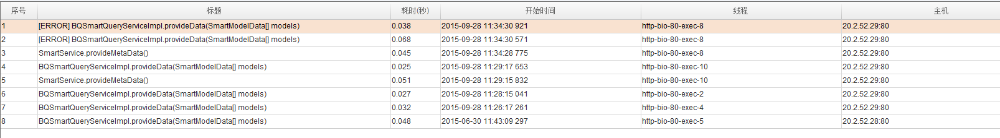 序号 标题 耗时(秒) 开始时间 线程 主机
1 [ERROR] BQSmartQueryServiceImpl.provideData(SmartModelData[] models) 0.038 2015-09-28 11:34:30 921 http-bio-80-exec-8 20.2.52.29:80
2 [ERROR] BQSmartQueryServiceImpl.provideData(SmartModelData[] models) 0.068 2015-09-28 11:34:30 571 http-bio-80-exec-8 20.2.52.29:80
3 SmartService.provideMetaData() 0.045 2015-09-28 11:34:28 775 http-bio-80-exec-8 20.2.52.29:80
4 BQSmartQueryServiceImpl.provideData(SmartModelData[] models) 0.025 2015-09-28 11:29:17 653 http-bio-80-exec-10 20.2.52.29:80
5 SmartService.provideMetaData() 0.051 2015-09-28 11:29:15 832 http-bio-80-exec-10 20.2.52.29:80
6 BQSmartQueryServiceImpl.provideData(SmartModelData[] models) 0.027 2015-09-28 11:28:15 041 http-bio-80-exec-2 20.2.52.29:80
7 BQSmartQueryServiceImpl.provideData(SmartModelData[] models) 0.032 2015-09-28 11:26:17 261 http-bio-80-exec-4 20.2.52.29:80
8 BQSmartQueryServiceImpl.provideData(SmartModelData[] models) 0.048 2015-06-30 11:43:09 297 http-bio-80-exec-5 20.2.52.28:80